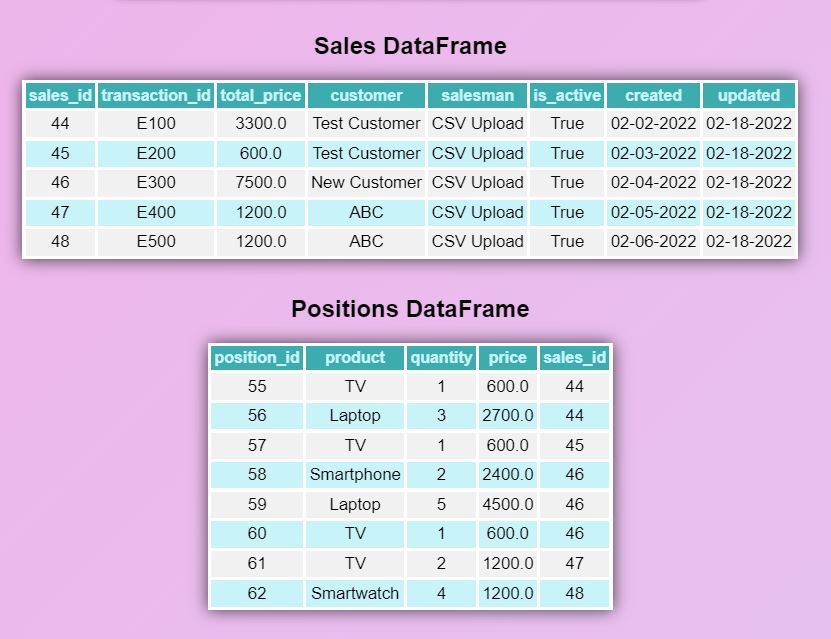 Sales DataFrame
sales_id transaction_id total_price customer salesman is_active created updated
44 E100 3300.0 Test Customer CSV Upload True 02-02-2022 02-18-2022
45 E200 600.0 Test Customer CSV Upload True 02-03-2022 02-18-2022
46 E300 7500.0 New Customer CSV Upload True 02-04-2022 02-18-2022
47 E400 1200.0 ABC CSV Upload True 02-05-2022 02-18-2022
48 E500 1200.0 ABC CSV Upload True 02-06-2022 02-18-2022
Positions DataFrame
position_id product quantity price sales_id
55 TV 1 600.0 44
56 Laptop 3 2700.0 44
57 TV 1 600.0 45
58 Smartphone 2 2400.0 46
59 Laptop 5 4500.0 46
60 TV 1 600.0 46
61 TV 2 1200.0 47
62 Smartwatch 4 1200.0 48